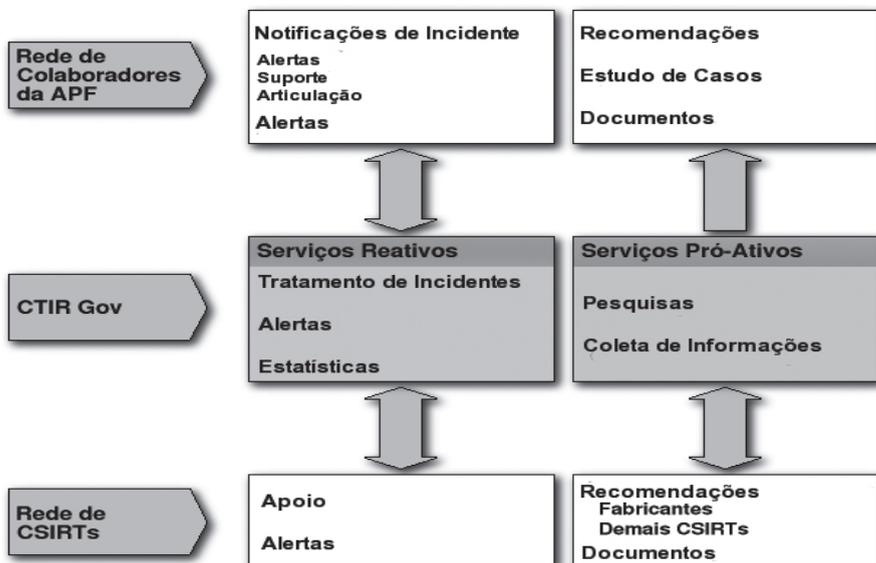 Rede de
Colaboradores
da APF
Notificações de Incidente
Alertas
Suporte
Articulação
Alertas
Recomendações
Estudo de Casos
Documentos
CTIR Gov
Serviços Reativos
Tratamento de Incidentes
Alertas
Estatísticas
Serviços Pró-Ativos
Pesquisas
Coleta de Informações
Rede de
CSIRTs
Apoio
Alertas
Recomendações
Fabricantes
Demais CSIRTs
Documentos